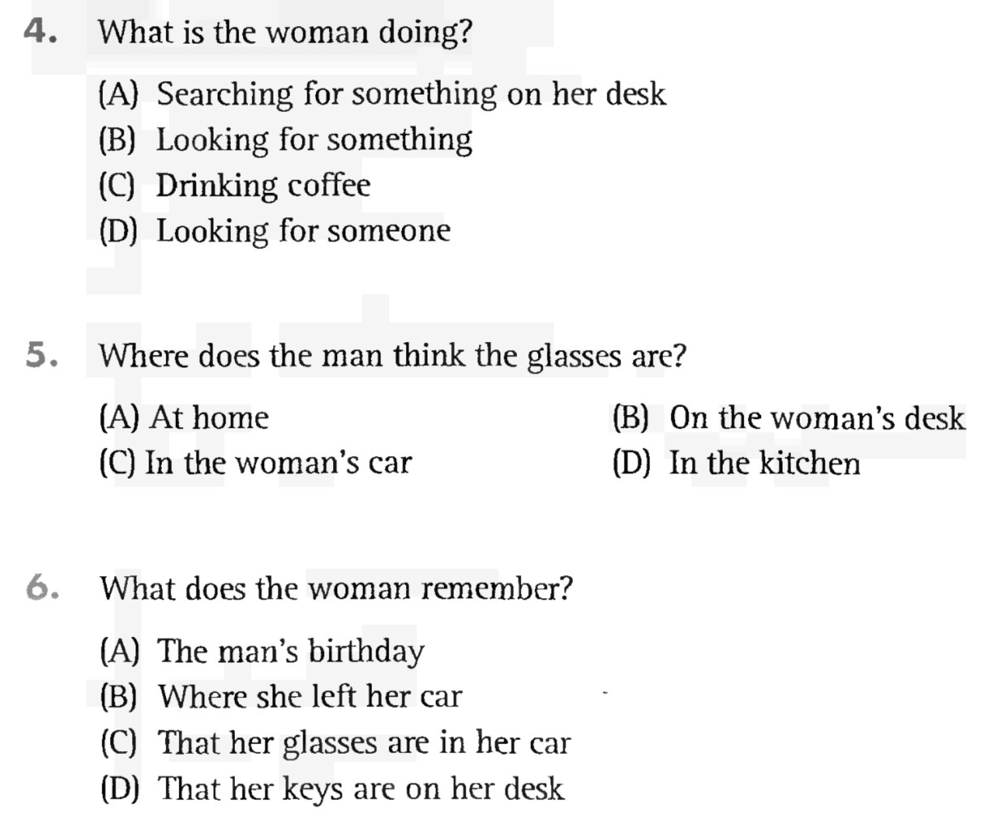 4. What is the woman doing?
(A) Searching for something on her desk
(B) Looking for something
(C) Drinking coffee
(D) Looking for someone
5. Where does the man think the glasses are?
(A) At home (B) On the woman's desk
(C) In the woman's car (D) In the kitchen
6. What does the woman remember?
(A) The man's birthday
(B) Where she left her car
(C) That her glasses are in her car
(D) That her keys are on her desk